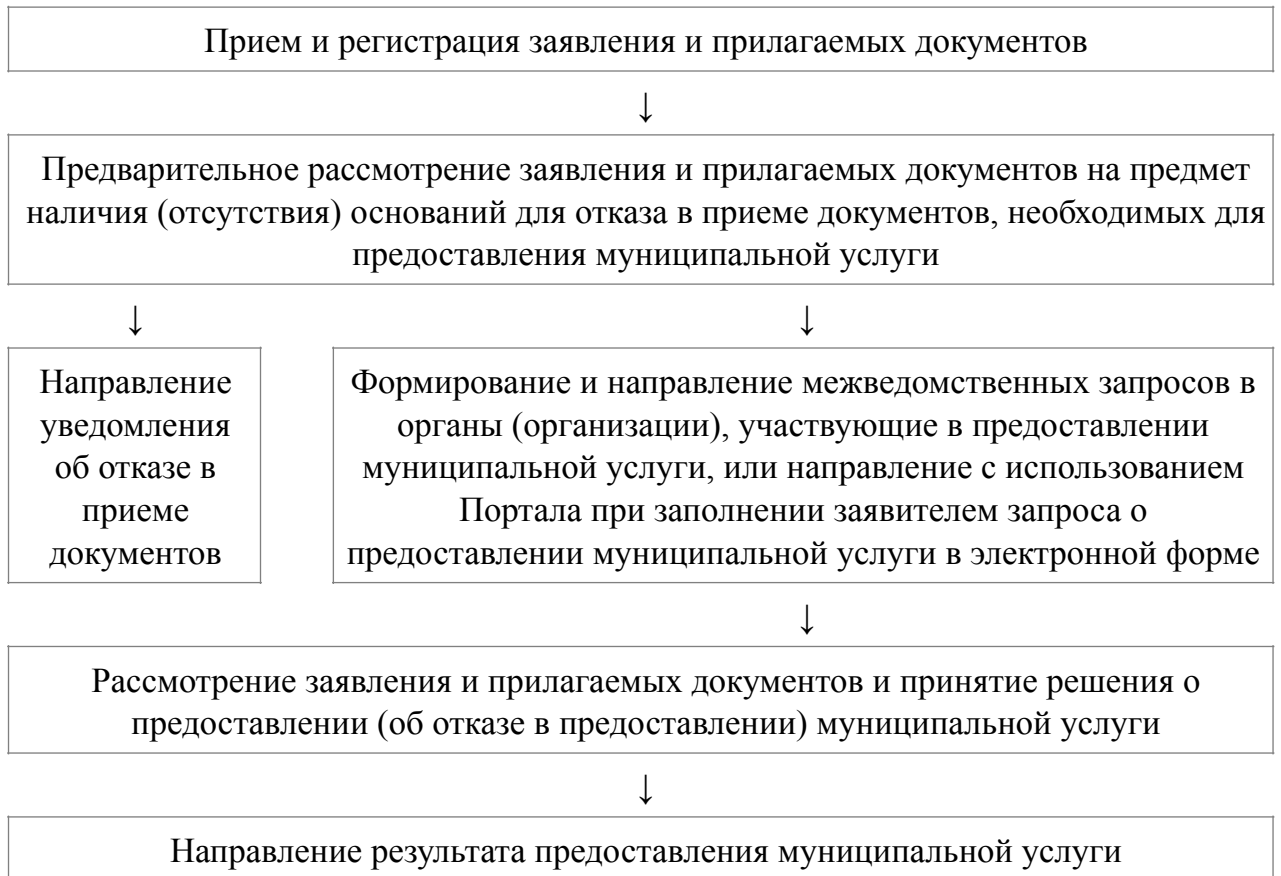 Прием и регистрация заявления и прилагаемых документов
↓
Предварительное рассмотрение заявления и прилагаемых документов на предмет
наличия (отсутствия) оснований для отказа в приеме документов, необходимых для
предоставления муниципальной услуги
↓ ↓
Направление
уведомления
об отказе в
приеме
документов
Формирование и направление межведомственных запросов в
органы (организации), участвующие в предоставлении
муниципальной услуги, или направление с использованием
Портала при заполнении заявителем запроса о
предоставлении муниципальной услуги в электронной форме
↓
Рассмотрение заявления и прилагаемых документов и принятие решения о
предоставлении (об отказе в предоставлении) муниципальной услуги
↓
Направление результата предоставления муниципальной услуги